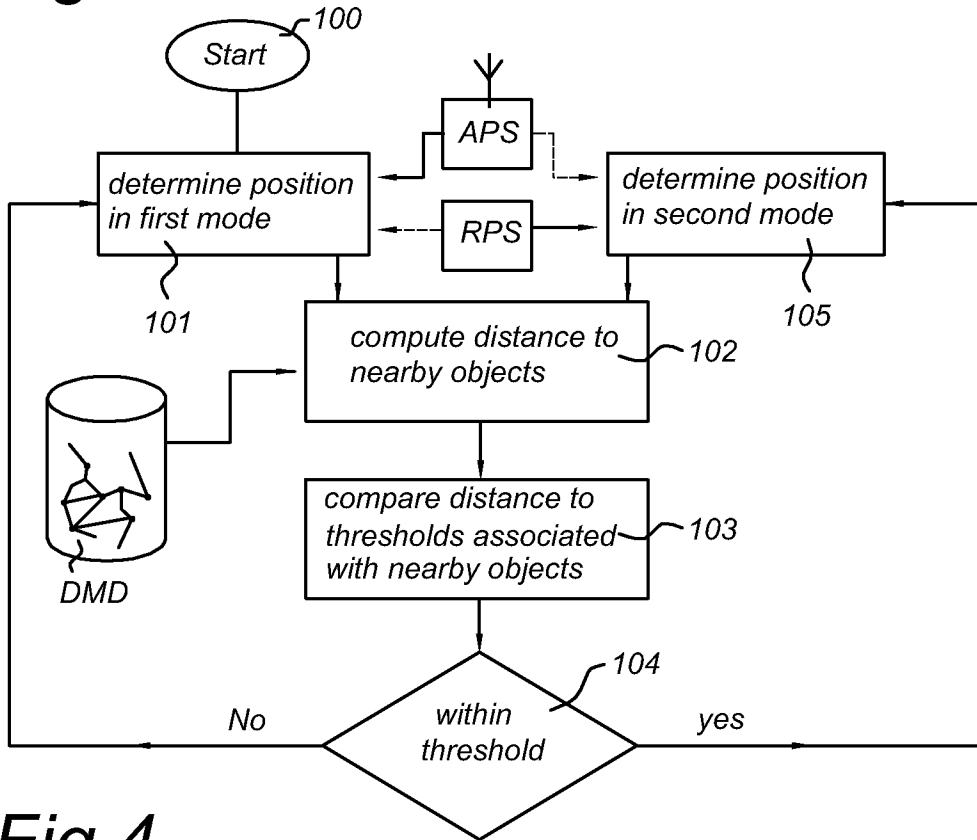 100
Start
APS
determine position
in first mode
determine position
in second mode
RPS
101
105
compute distance to
nearby objects
102
compare distance to
thresholds associated
with nearby objects
103
DMD
104
within
threshold
No
yes
Fig 4